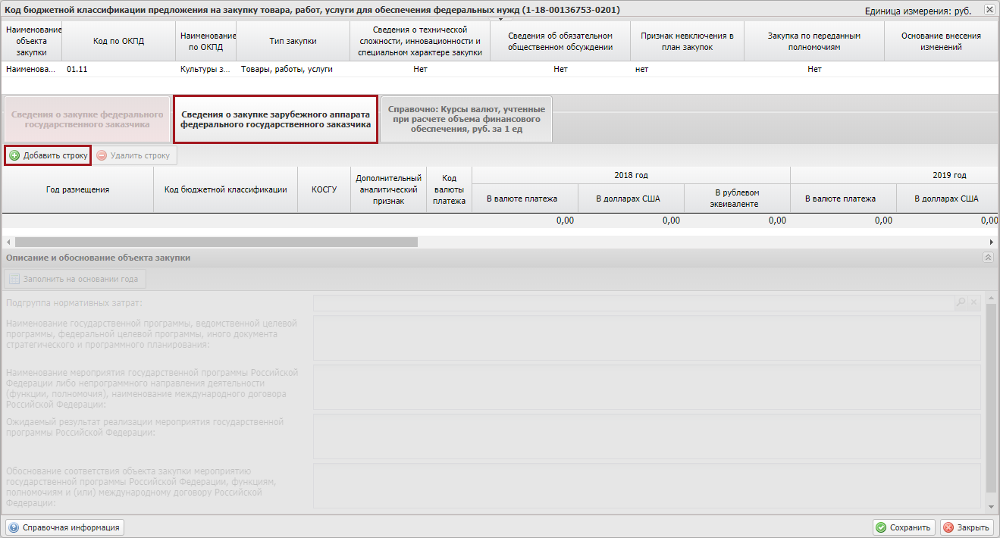 Код бюджетной классификации предложения на закупку товара, работ, услуги для обеспечения федеральных нужд (1-18-00136753-0201)
Единица измерения: руб.
Наименование
объекта
закупки
Код по ОКПД
Наименование
по ОКПД
Тип закупки
Сведения о технической
сложности, инновационности и
специальном характере закупки
Сведения об обязательном
общественном обсуждении
Признак невключения в
план закупок
Закупка по переданным
полномочиям
Основание внесения
изменений
Наименова...
01.11
Культуры з...
Товары, работы, услуги
Нет
Нет
нет
Нет
Сведения о закупке федерального
государственного заказчика
Сведения о закупке зарубежного аппарата
федерального государственного заказчика
Справочно: Курсы валют, учтенные
при расчете объема финансового
обеспечения, руб. за 1 ед
Добавить строку
Удалить строку
Год размещения
Код бюджетной классификации
КОСГУ
Дополнительный
аналитический
признак
Код
валюты
платежа
2018 год
В валюте платежа
В долларах США
В рублевом
эквиваленте
2019 год
В валюте платежа
В долларах США
0,00
0,00
0,00
0,00
0,00
Описание и обоснование объекта закупки
Заполнить на основании года
Подгруппа нормативных затрат:
Наименование государственной программы, ведомственной целевой
программы, федеральной целевой программы, иного документа
стратегического и программного планирования:
Наименование мероприятия государственной программы Российской
Федерации либо непрограммного направления деятельности
(функции, полномочия), наименование международного договора
Российской Федерации:
Ожидаемый результат реализации мероприятия государственной
программы Российской Федерации:
Обоснование соответствия объекта закупки мероприятию
государственной программы Российской Федерации, функциям,
полномочиям и (или) международному договору Российской
Федерации:
Справочная информация
Сохранить
Закрыть